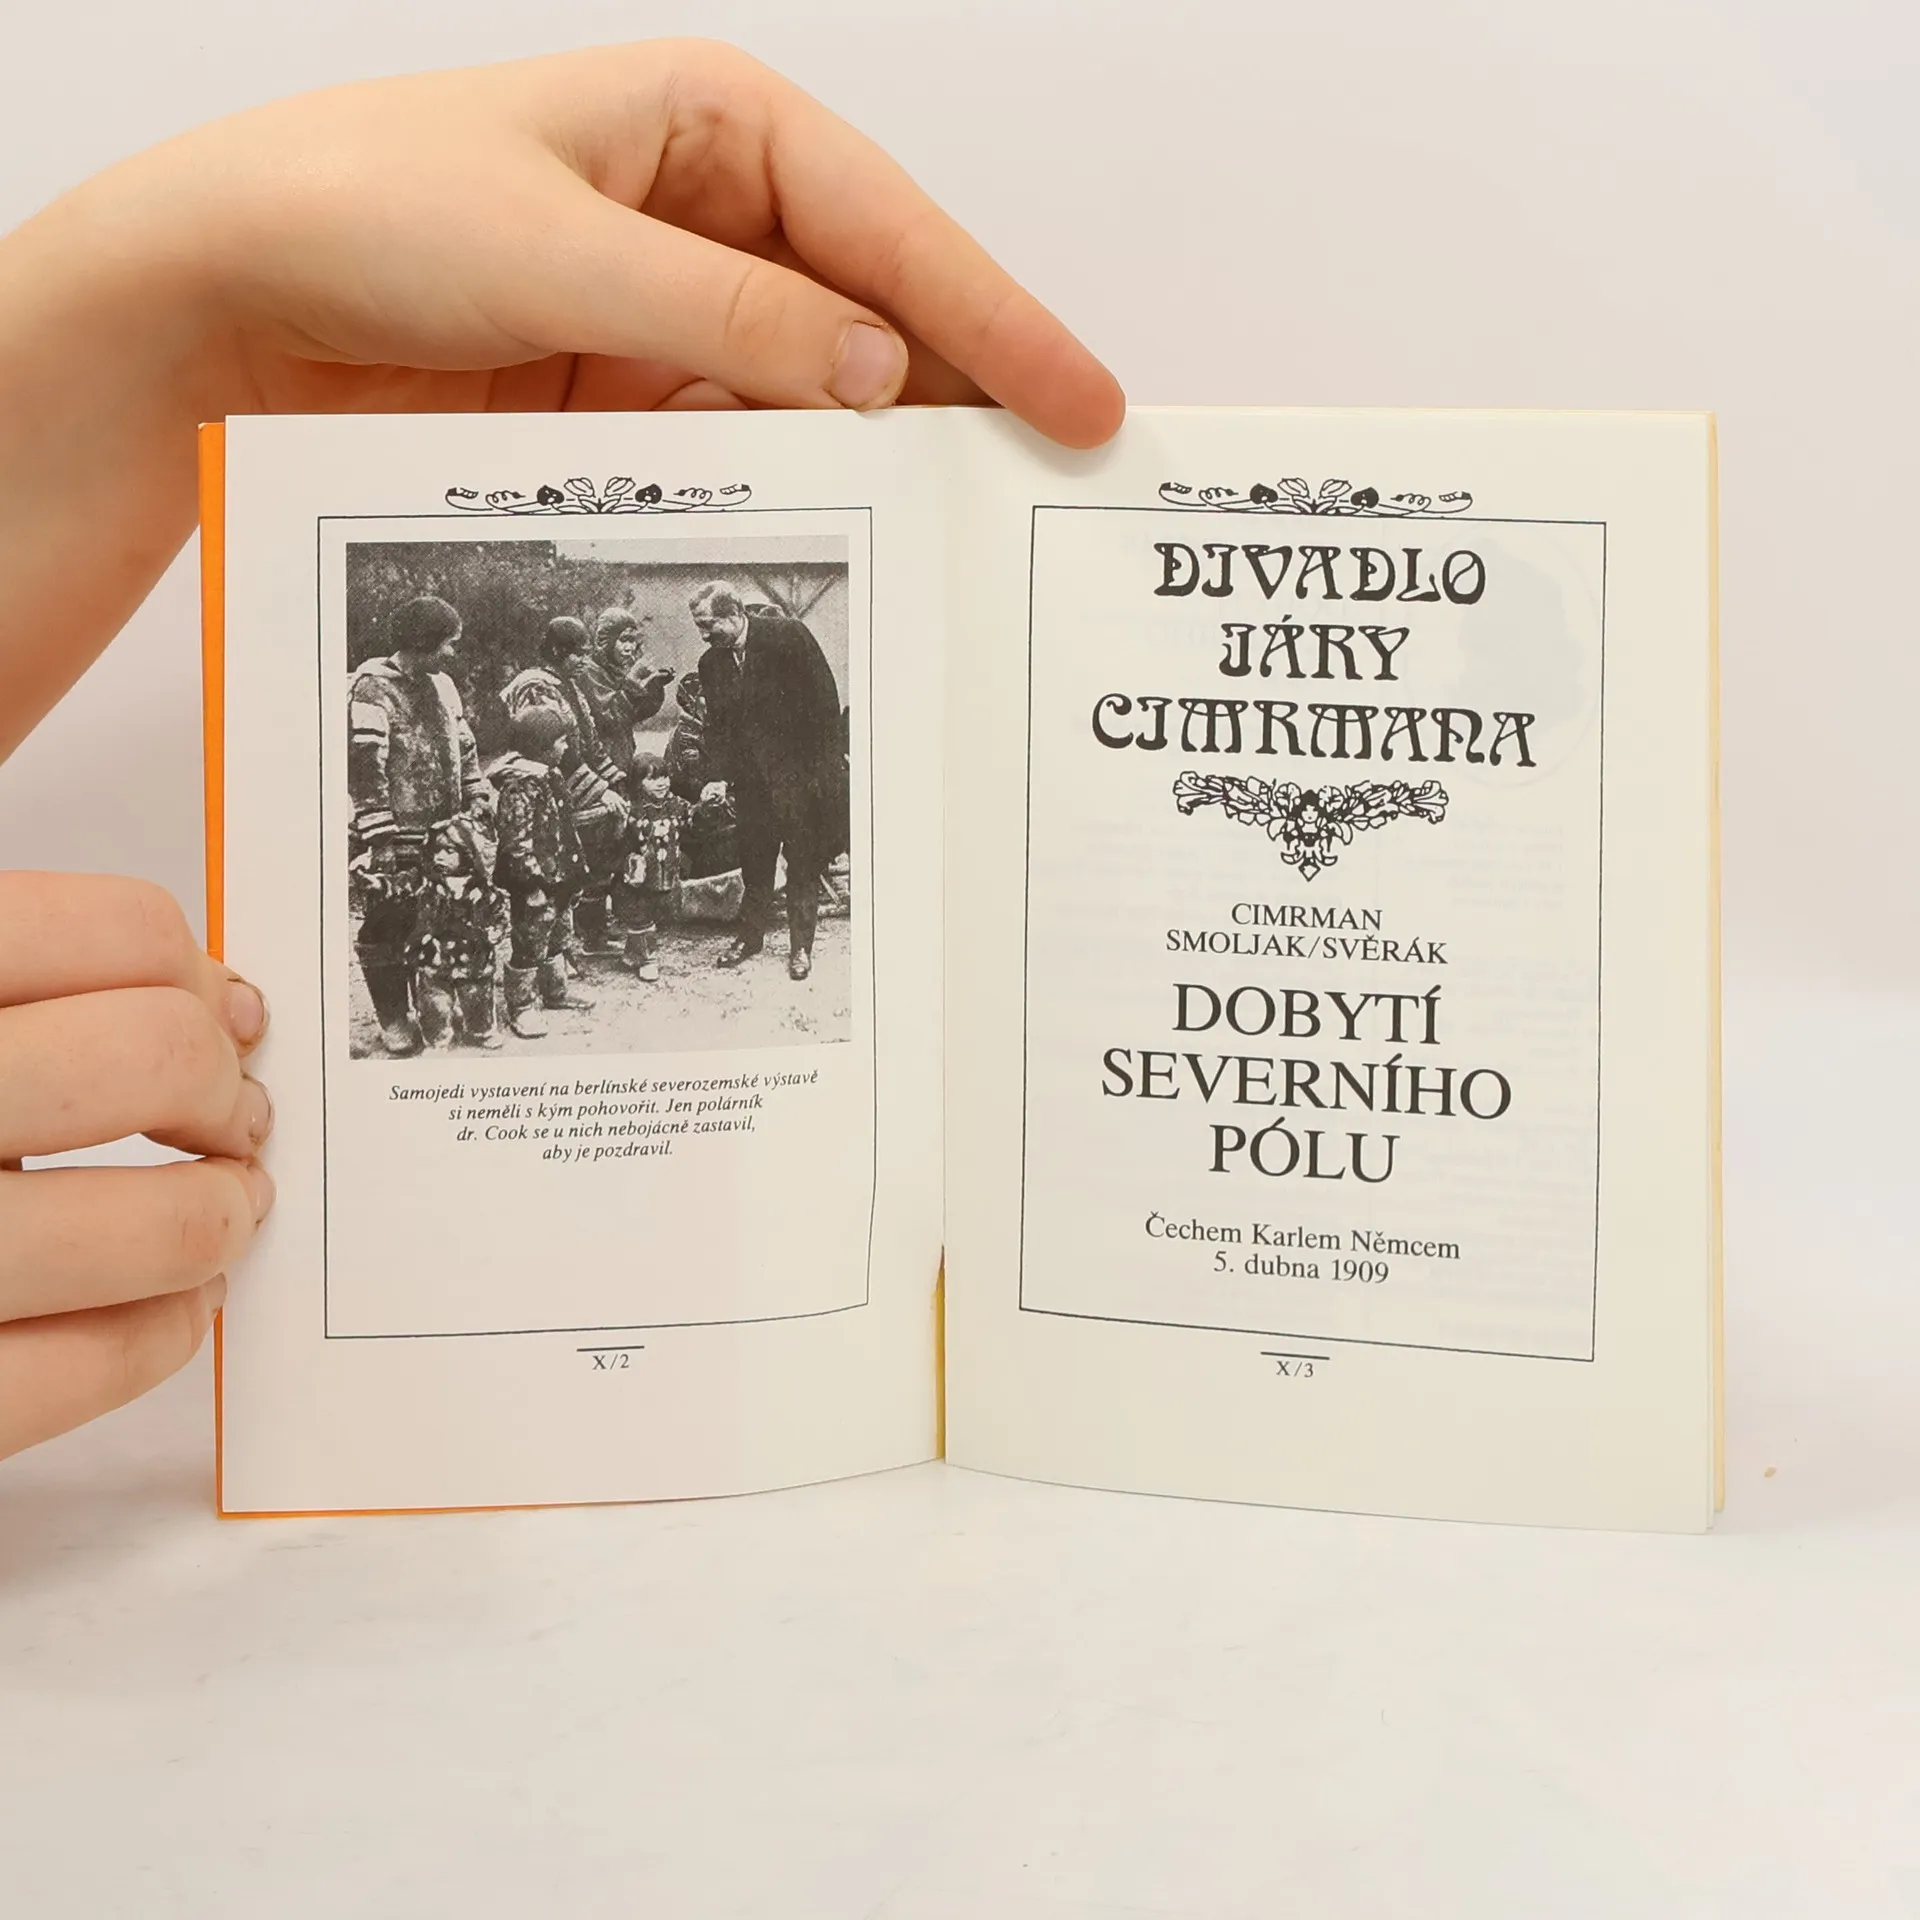 Samojedi vystavení na berlínské severozemské výstavě
si neměli s kým pohovořit. Jen polárník
dr. Cook se u nich nebojácně zastavil,
aby je pozdravil.
X/2
DIVADLO
JÁRY
CIMRMANA
CIMRMAN
SMOLJAK/SVĚRÁK
DOBYTÍ
SEVERNÍHO
PÓLU
Čechem Karlem Němcem
5. dubna 1909
X/3